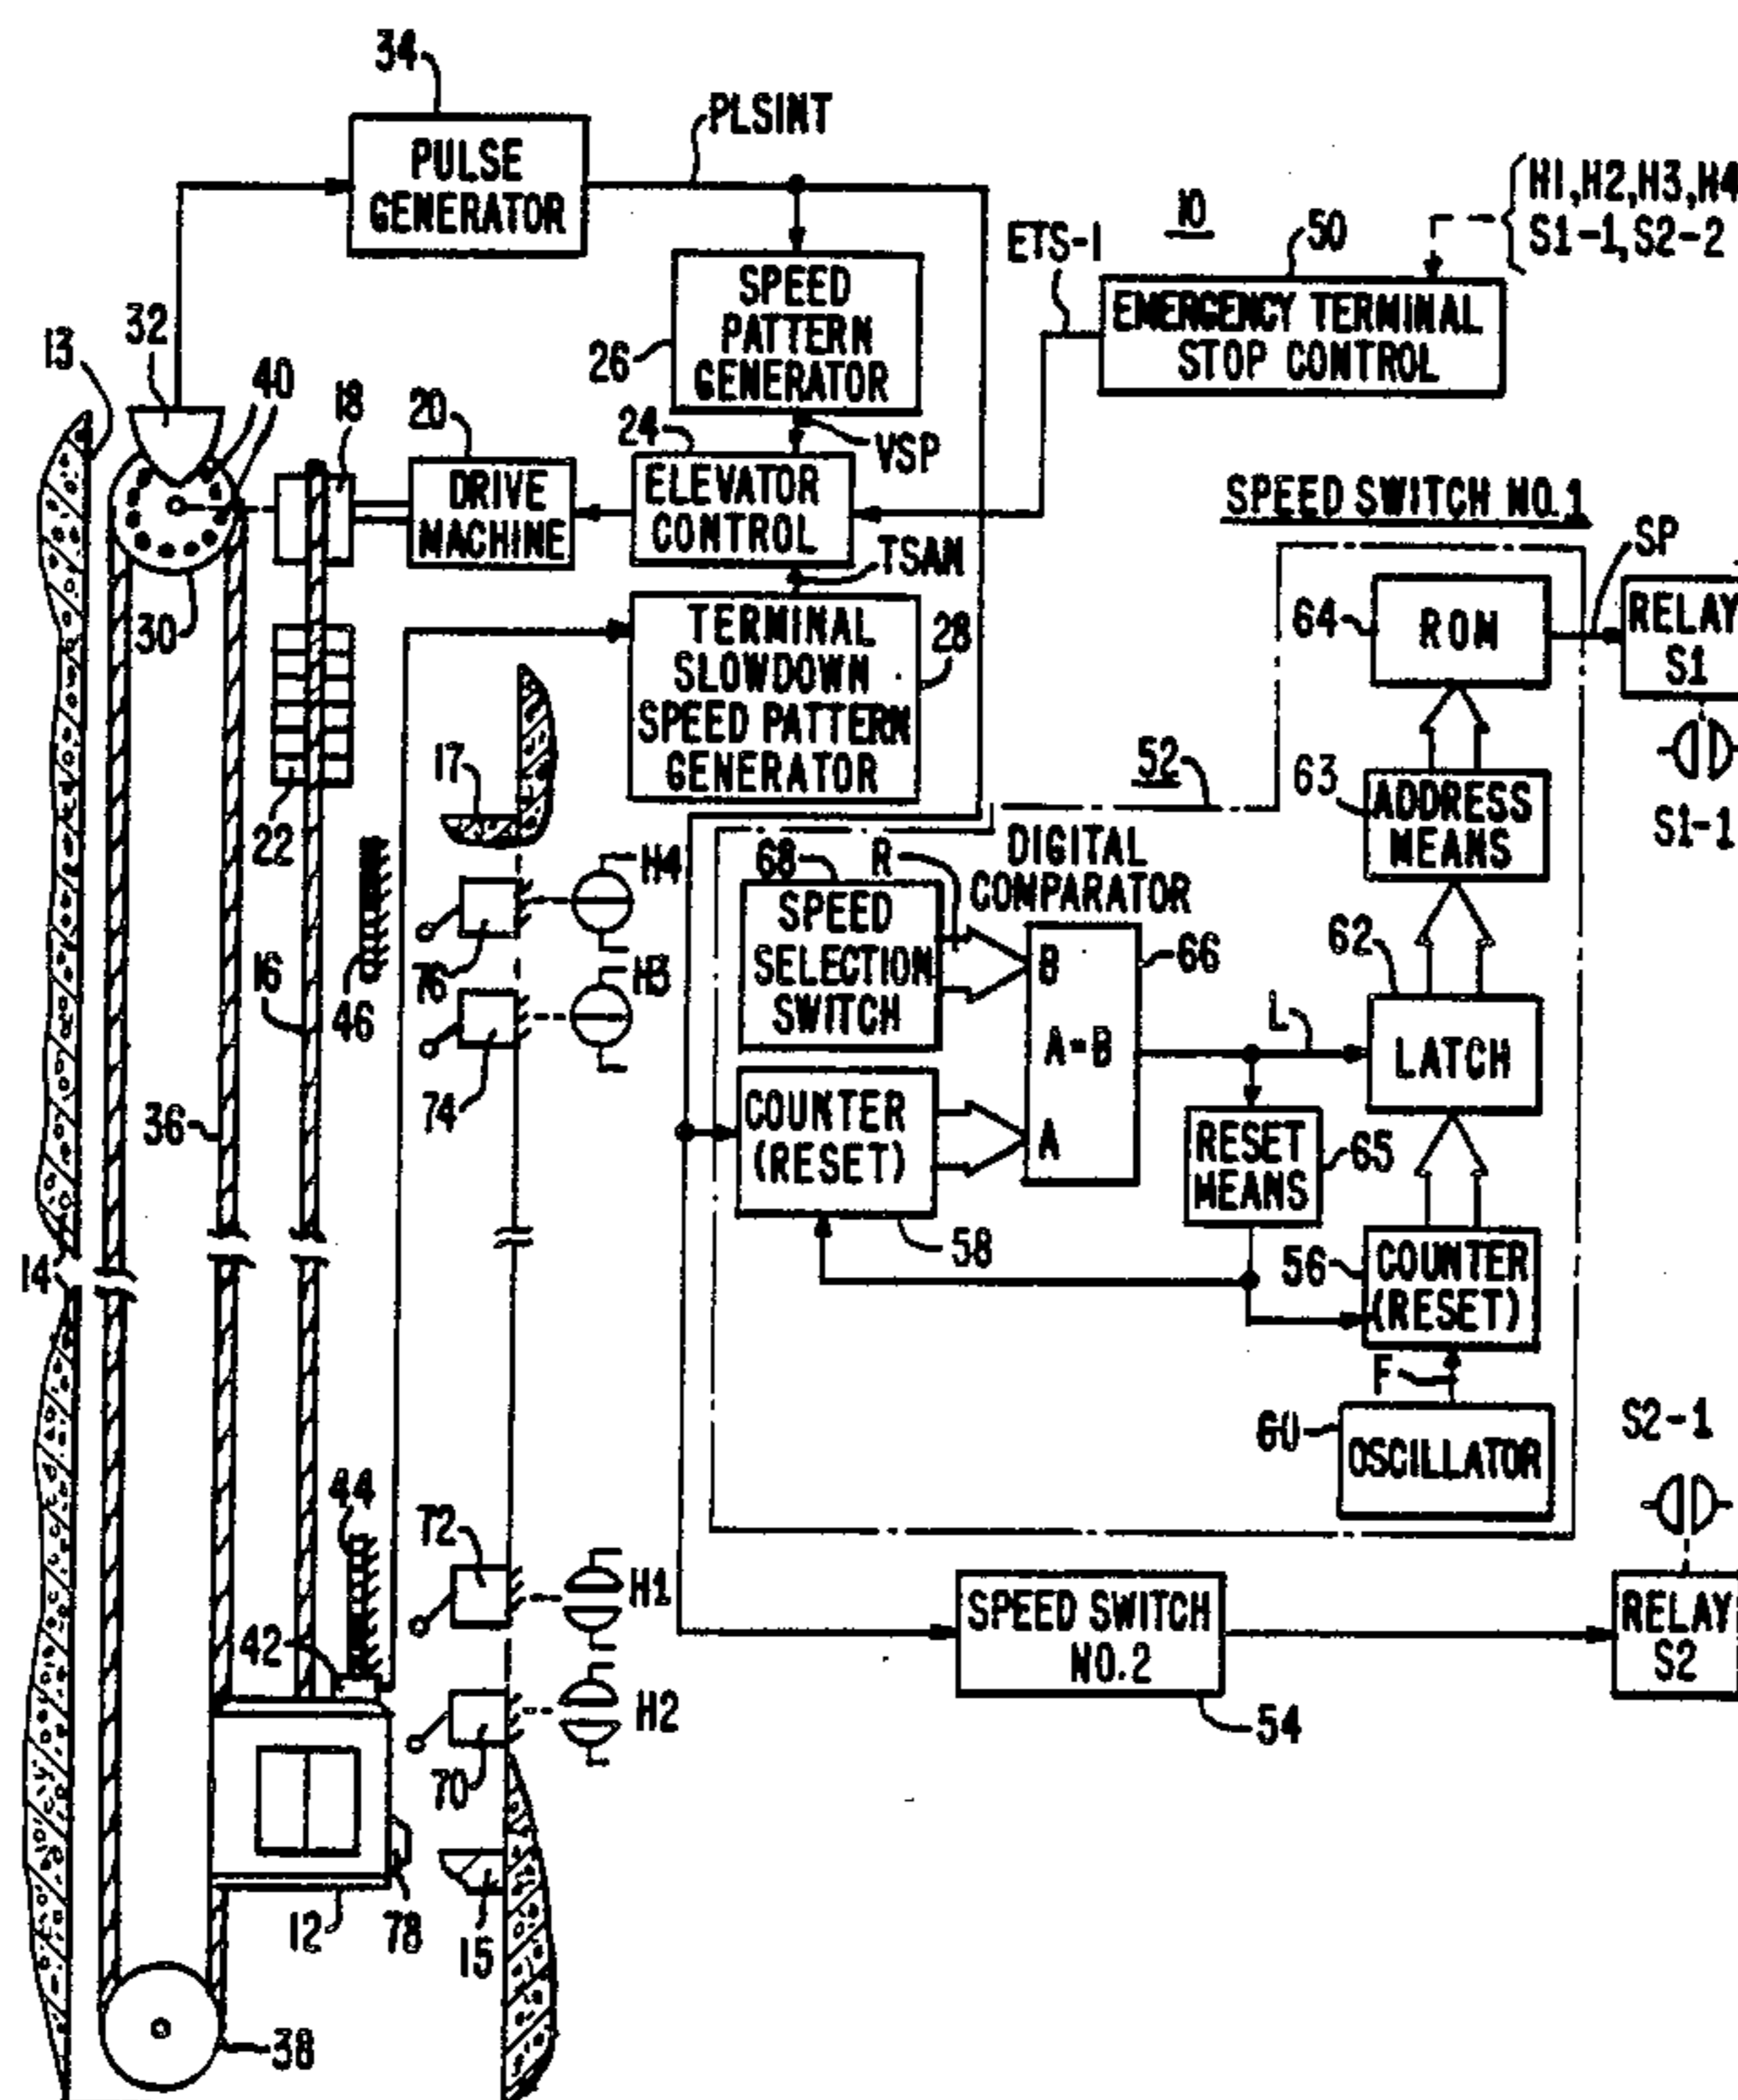 34
PULSE
GENERATOR
PLSINT
10
H1,H2,H3,H4
S1-1,S2-2
ETS-1
50
EMERGENCY TERMINAL
STOP CONTROL
SPEED
PATTERN
GENERATOR
26
VSP
13
32
40
18
20
DRIVE
MACHINE
24
ELEVATOR
CONTROL
TSAN
30
22
TERMINAL
SLOWDOWN
SPEED PATTERN
GENERATOR
28
SPEED SWITCH NO.1
SP
64
ROM
RELAY
S1
S1-1
63
ADDRESS
MEANS
52
17
46
16
76
H4
74
H3
68
SPEED
SELECTION
SWITCH
R
DIGITAL
COMPARATOR
B
A=B
A
66
62
L
LATCH
36
COUNTER
(RESET)
58
RESET
MEANS
65
56
COUNTER
(RESET)
F
60
OSCILLATOR
14
S2-1
44
42
72
H1
70
H2
SPEED SWITCH
NO.2
54
RELAY
S2
12
78
15
38